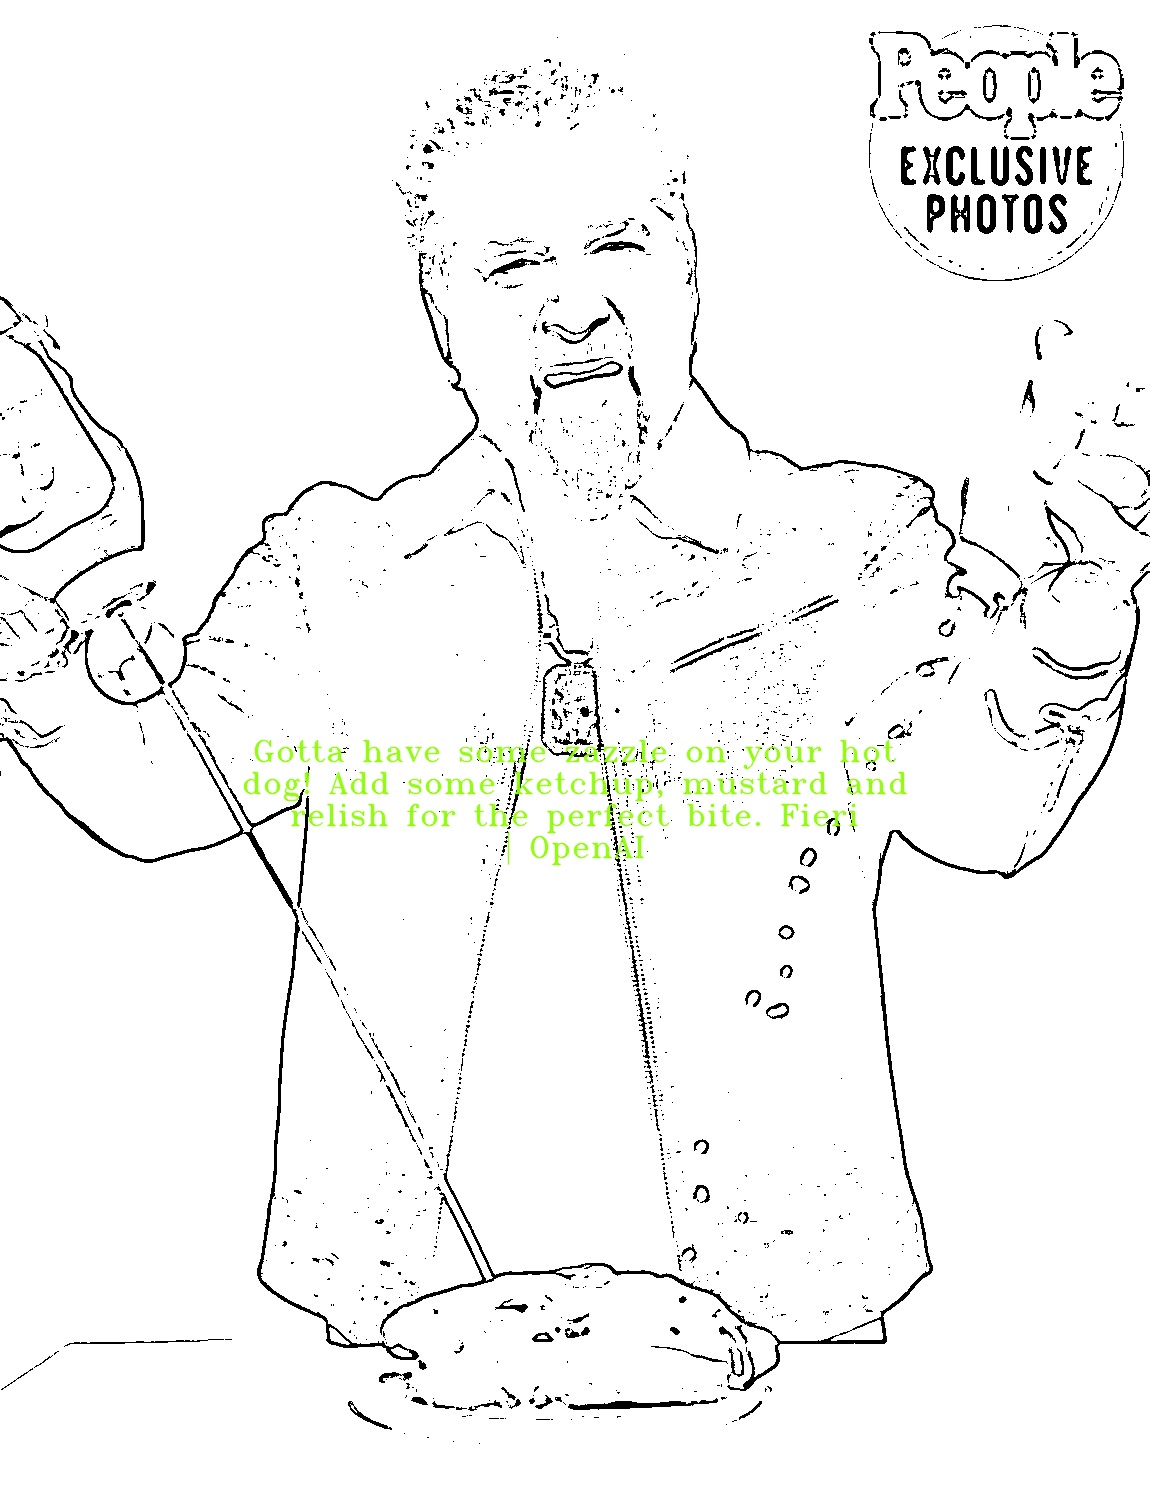 People
EXCLUSIVE
PHOTOS
Gotta have some zazzle on your hot
dog! Add some ketchup, mustard and
relish for the perfect bite. Fieri
| OpenAI